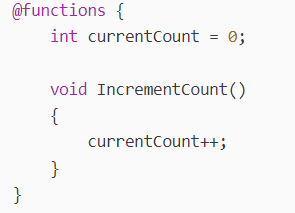 @functions {
    int currentCount = 0;

    void IncrementCount()
    {
        currentCount++;
    }
}